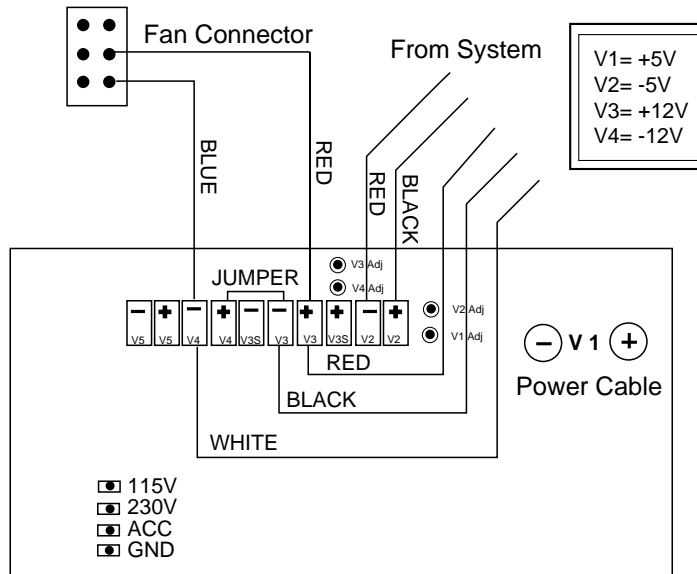 Fan Connector
From System
V1= +5V
V2= -5V
V3= +12V
V4= -12V
BLUE
RED
RED
BLACK
V3 Adj
V4 Adj
JUMPER
V2 Adj
V1 Adj
− + − + − − + + − +
V5 V5 V4 V4 V3S V3 V3 V3S V2 V2
− V 1 +
RED
Power Cable
BLACK
WHITE
115V
230V
ACC
GND